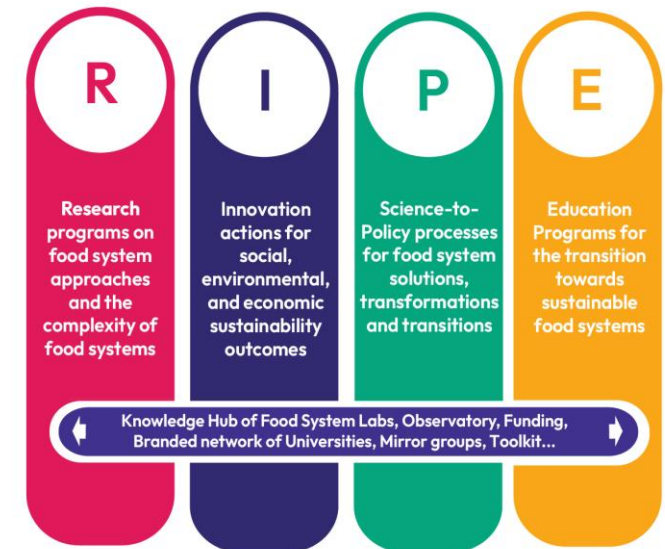 R
Research
programs on
food system
approaches
and the
complexity of
food systems
I
Innovation
actions for
social,
environmental,
and economic
sustainability
outcomes
P
Science-to-
Policy processes
for food system
solutions,
transformations
and transitions
E
Education
Programs for
the transition
towards
sustainable
food systems
Knowledge Hub of Food System Labs, Observatory, Funding,
Branded network of Universities, Mirror groups, Toolkit...